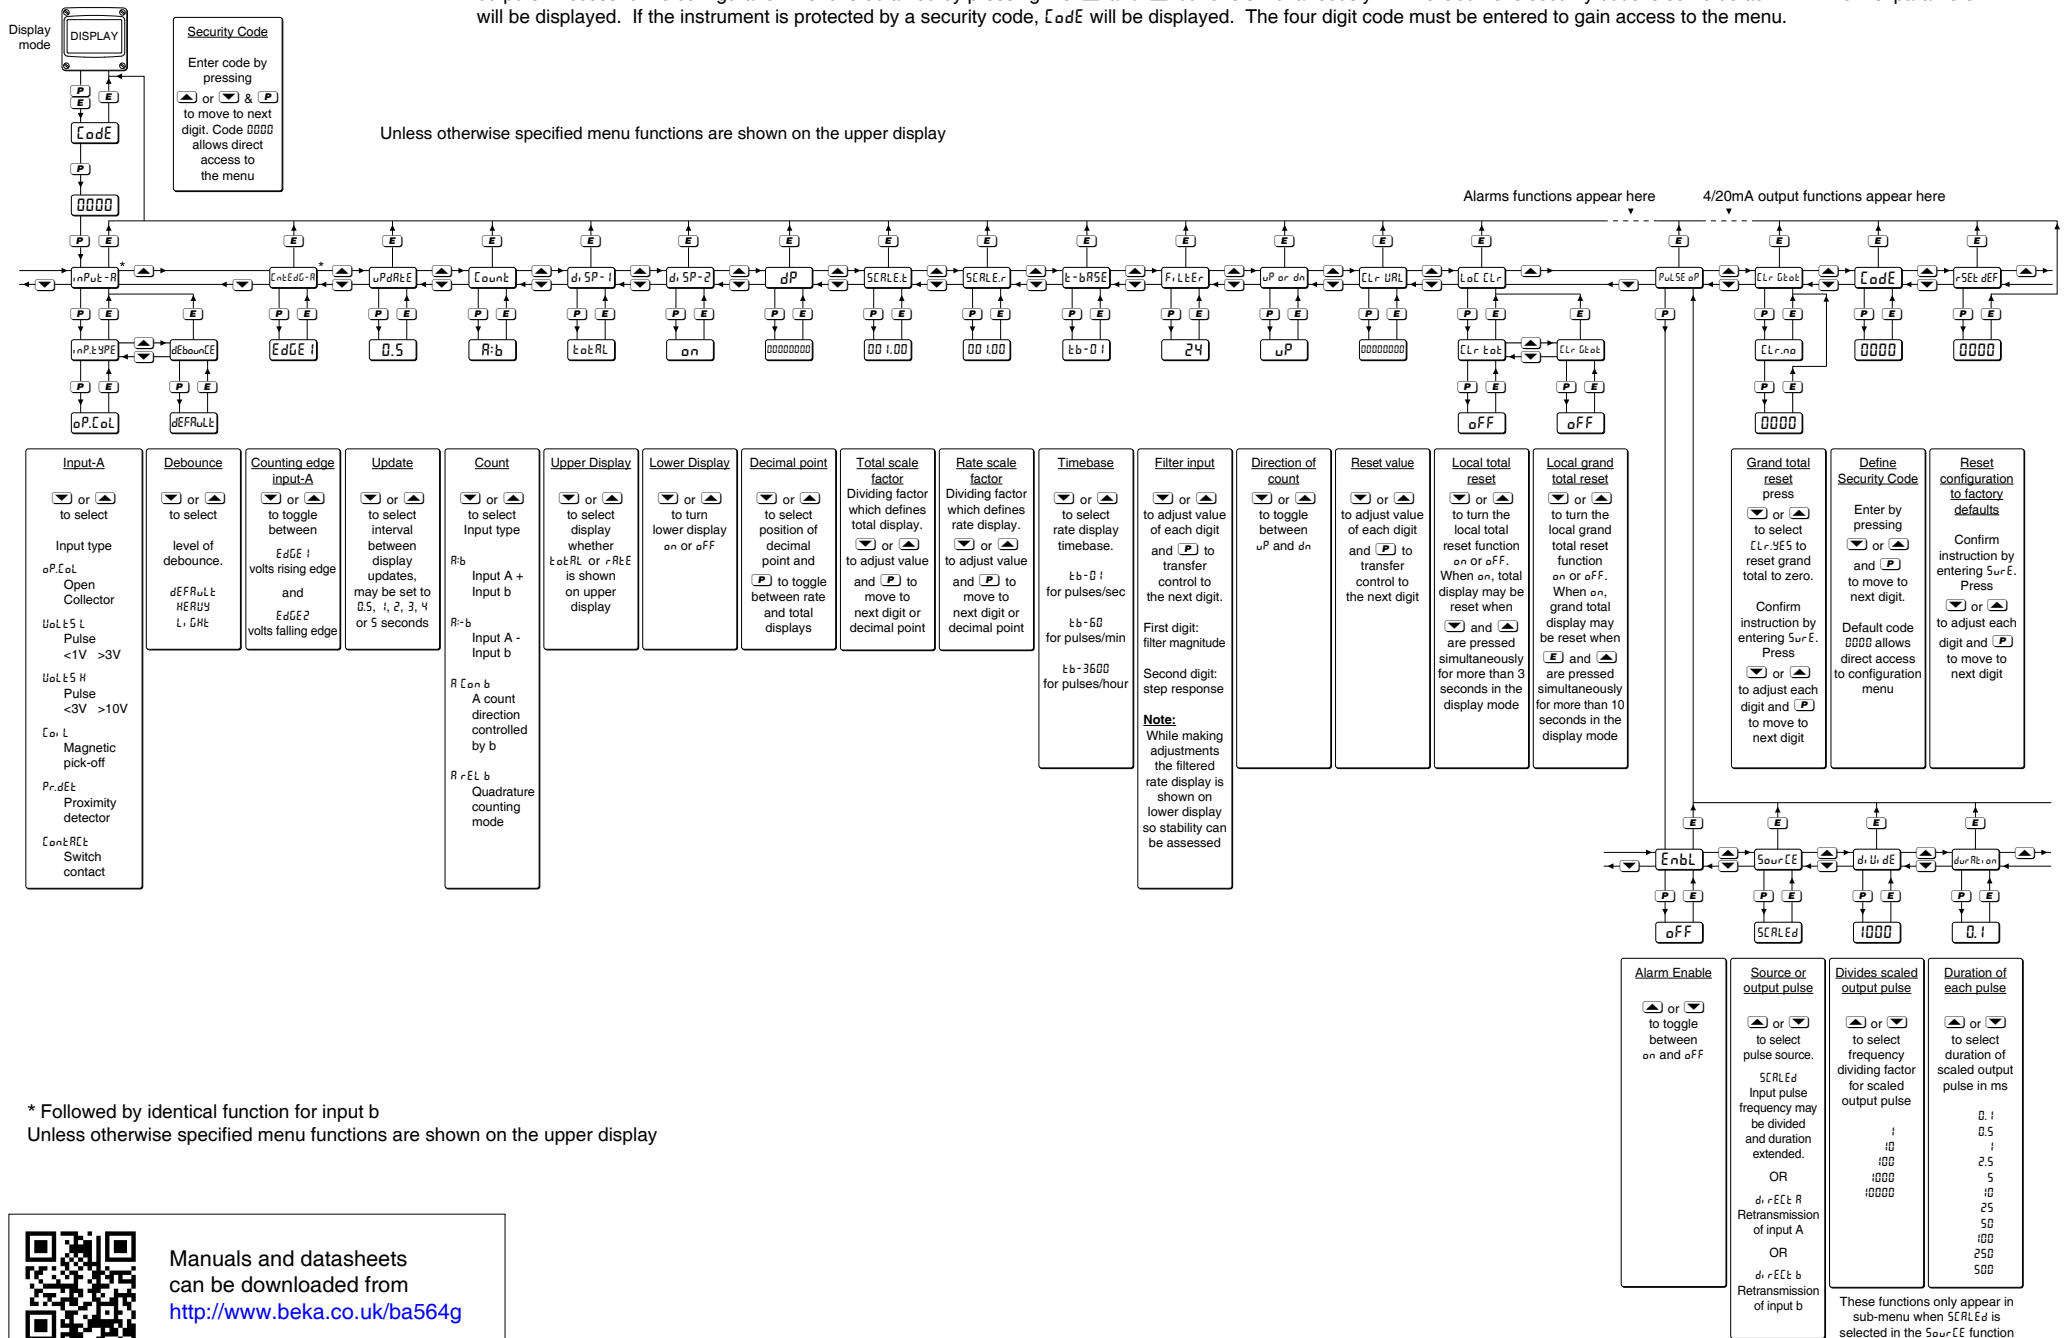 will be displayed. If the instrument is protected by a security code, CodE will be displayed. The four digit code must be entered to gain access to the menu.
Display
mode
DISPLAY
P
E
E
CodE
P
0000
Security Code
Enter code by
pressing
▲ or ▼ & P
to move to next
digit. Code 0000
allows direct
access to
the menu
Unless otherwise specified menu functions are shown on the upper display
Alarms functions appear here
4/20mA output functions appear here
P E E E E E E E E E E E E E E E E E E
inPut-A * CntEdG-A * uPdAtE Count diSP-1 diSP-2 dP SCALE.t SCALE.r t-bASE FiLtEr uP or dn CLr VAL LoC CLr PuLSE oP CLr Gtot CodE rSEt dEF
P E E P E P E P E P E P E P E P E P E P E P E P E P E P E E P P E P E P E
inP.tYPE dEbounCE EdGE 1 0.5 A:b totAL on 00000000 001.00 001.00 tb-01 24 uP 00000000 CLr tot CLr Gtot CLr.no 0000 0000
P E P E P E P E P E
oP.CoL dEFAuLt oFF oFF 0000
Input-A
▼ or ▲
to select
Input type
oP.CoL
Open
Collector
VoLtS L
Pulse
<1V >3V
VoLtS H
Pulse
<3V >10V
CoiL
Magnetic
pick-off
Pr.dEt
Proximity
detector
ContACt
Switch
contact
Debounce
▼ or ▲
to select
level of
debounce.
dEFAuLt
HEAVY
LiGHt
Counting edge
input-A
▼ or ▲
to toggle
between
EdGE 1
volts rising edge
and
EdGE2
volts falling edge
Update
▼ or ▲
to select
interval
between
display
updates,
may be set to
0.5, 1, 2, 3, 4
or 5 seconds
Count
▼ or ▲
to select
Input type
A:b
Input A +
Input b
A:-b
Input A -
Input b
A Con b
A count
direction
controlled
by b
A rEL b
Quadrature
counting
mode
Upper Display
▼ or ▲
to select
display
whether
totAL or rAtE
is shown
on upper
display
Lower Display
▼ or ▲
to turn
lower display
on or oFF
Decimal point
▼ or ▲
to select
position of
decimal
point and
P to toggle
between rate
and total
displays
Total scale
factor
Dividing factor
which defines
total display.
▼ or ▲
to adjust value
and P to
move to
next digit or
decimal point
Rate scale
factor
Dividing factor
which defines
rate display.
▼ or ▲
to adjust value
and P to
move to
next digit or
decimal point
Timebase
▼ or ▲
to select
rate display
timebase.
tb-01
for pulses/sec
tb-60
for pulses/min
tb-3600
for pulses/hour
Filter input
▼ or ▲
to adjust value
of each digit
and P to
transfer
control to
the next digit.
First digit:
filter magnitude
Second digit:
step response
Note:
While making
adjustments
the filtered
rate display is
shown on
lower display
so stability can
be assessed
Direction of
count
▼ or ▲
to toggle
between
uP and dn
Reset value
▼ or ▲
to adjust value
of each digit
and P to
transfer
control to
the next digit
Local total
reset
▼ or ▲
to turn the
local total
reset function
on or oFF.
When on, total
display may be
reset when
▼ and ▲
are pressed
simultaneously
for more than 3
seconds in the
display mode
Local grand
total reset
▼ or ▲
to turn the
local grand
total reset
function
on or oFF.
When on,
grand total
display may
be reset when
E and ▲
are pressed
simultaneously
for more than 10
seconds in the
display mode
Grand total
reset
press
▼ or ▲
to select
CLr.YES to
reset grand
total to zero.
Confirm
instruction by
entering SurE.
Press
▼ or ▲
to adjust each
digit and P
to move to
next digit
Define
Security Code
Enter by
pressing
▼ or ▲
and P
to move to
next digit.
Default code
0000 allows
direct access
to configuration
menu
Reset
configuration
to factory
defaults
Confirm
instruction by
entering SurE.
Press
▼ or ▲
to adjust each
digit and P
to move to
next digit
E E E E
EnbL SourCE diVidE durAtion
P E P E P E P E
oFF SCALEd 1000 0.1
Alarm Enable
▲ or ▼
to toggle
between
on and oFF
Source or
output pulse
▲ or ▼
to select
pulse source.
SCALEd
Input pulse
frequency may
be divided
and duration
extended.
OR
dirECt A
Retransmission
of input A
OR
dirECt b
Retransmission
of input b
Divides scaled
output pulse
▲ or ▼
to select
frequency
dividing factor
for scaled
output pulse
1
10
100
1000
10000
Duration of
each pulse
▲ or ▼
to select
duration of
scaled output
pulse in ms
0.1
0.5
1
2.5
5
10
25
50
100
250
500
These functions only appear in
sub-menu when SCALEd is
selected in the SourCE function
* Followed by identical function for input b
Unless otherwise specified menu functions are shown on the upper display
Manuals and datasheets
can be downloaded from
http://www.beka.co.uk/ba564g